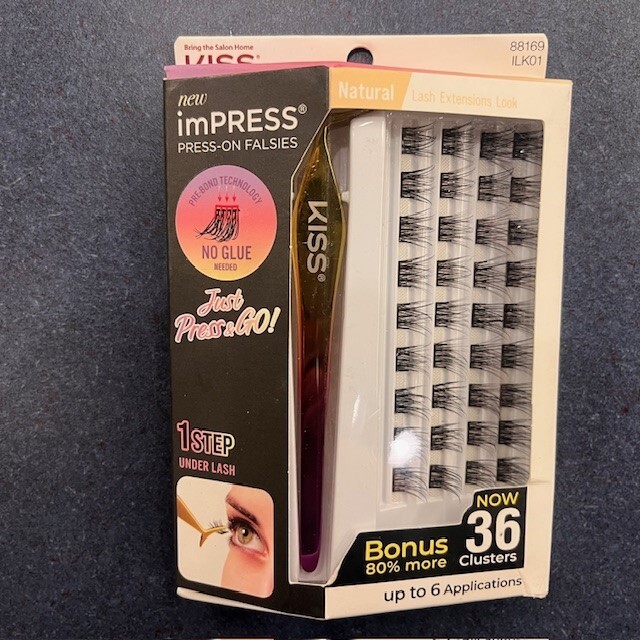 Bring the Salon Home
KISS®
88169
ILK01
new
imPRESS®
PRESS-ON FALSIES
Natural
Lash Extensions Look
PRE-BOND TECHNOLOGY
NO GLUE
NEEDED
KISS®
Just
Press & GO!
1 STEP
UNDER LASH
NOW
36
Clusters
Bonus
80% more
up to 6 Applications